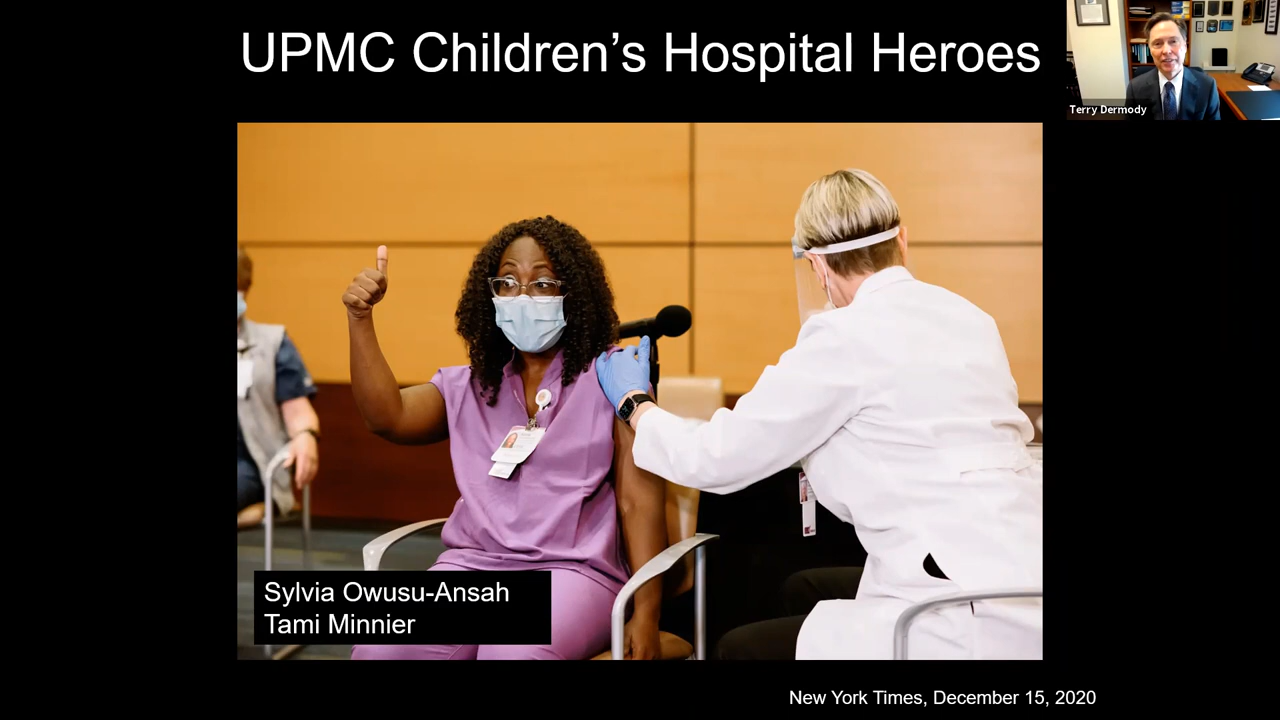 UPMC Children's Hospital Heroes
Terry Dermody
Sylvia Owusu-Ansah
Tami Minnier
New York Times, December 15, 2020